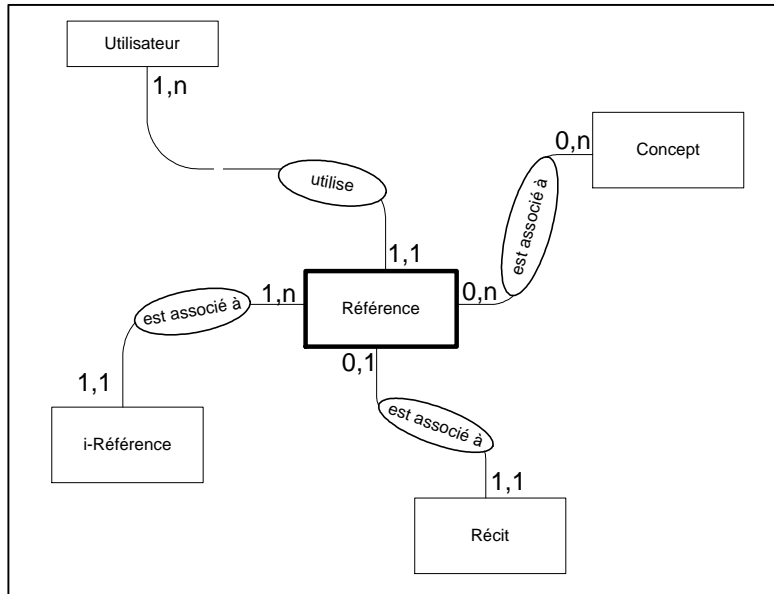 Utilisateur
1,n
0,n
Concept
utilise
est associé à
1,1
est associé à
1,n
Référence
0,n
0,1
1,1
est associé à
i-Référence
1,1
Récit